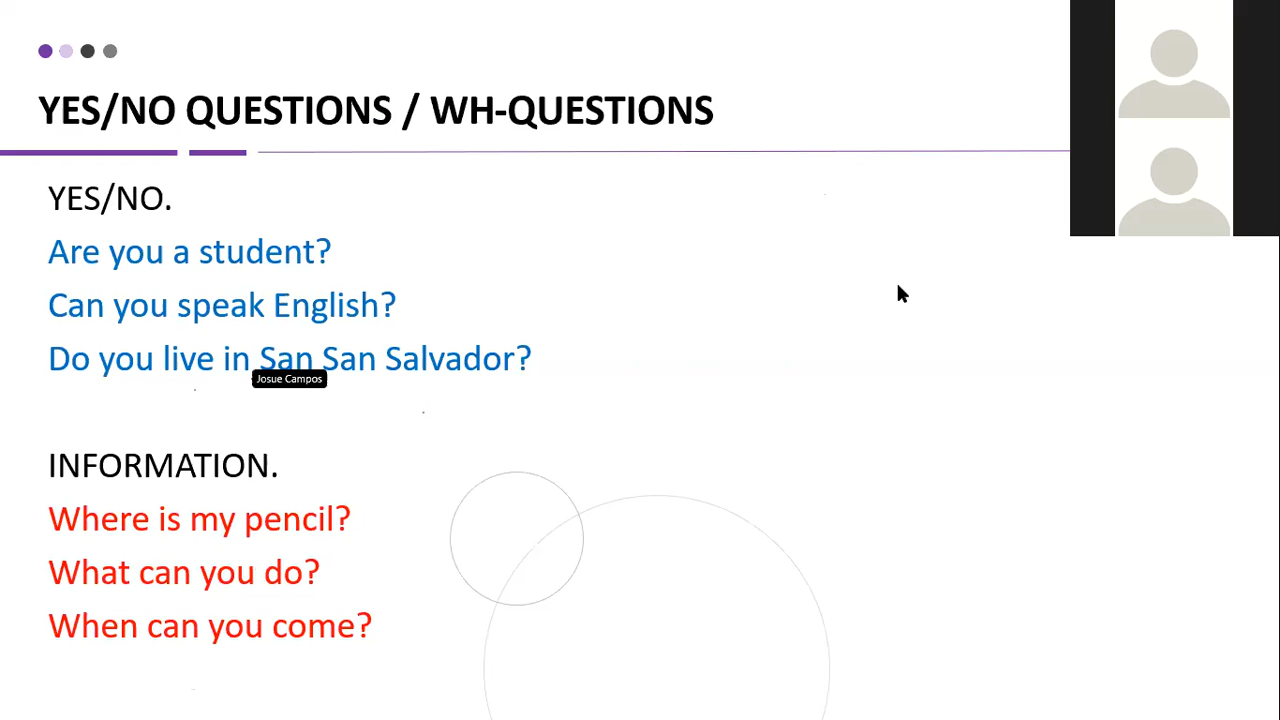 YES/NO QUESTIONS / WH-QUESTIONS
YES/NO.
Are you a student?
Can you speak English?
Do you live in San San Salvador?
Josue Campos
INFORMATION.
Where is my pencil?
What can you do?
When can you come?